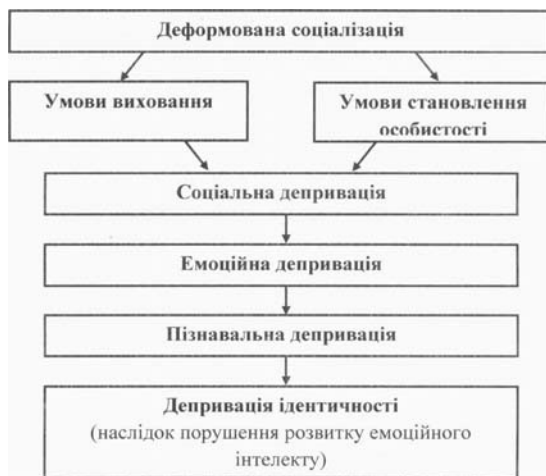 Деформована соціалізація
Умови виховання
Умови становлення
особистості
Соціальна депривація
Емоційна депривація
Пізнавальна депривація
Депривація ідентичності
(наслідок порушення розвитку емоційного
інтелекту)